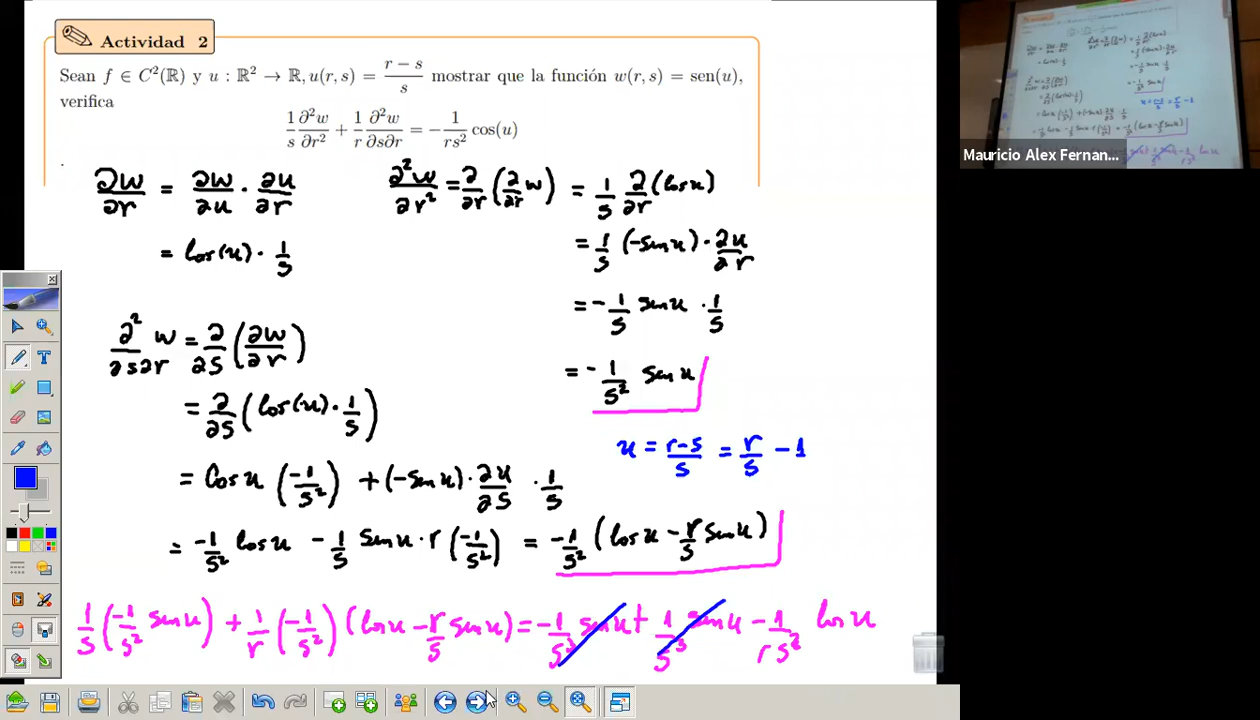 Actividad 2
Sean f ∈ C²(ℝ) y u : ℝ² → ℝ, u(r, s) = (r − s)/s mostrar que la función w(r, s) = sen(u),
verifica
1/s ∂²w/∂r² + 1/r ∂²w/∂s∂r = −1/(rs²) cos(u)
∂w/∂r = ∂w/∂u · ∂u/∂r
= cos(u) · 1/s
∂²w/∂r² = ∂/∂r (∂/∂r w) = 1/s ∂/∂r (cos u)
= 1/s (−sen u) · ∂u/∂r
= −1/s sen u · 1/s
= −1/s² sen u
∂²/∂s∂r w = ∂/∂s (∂w/∂r)
= ∂/∂s (cos(u) · 1/s)
= Cos u (−1/s²) + (−sen u) · ∂u/∂s · 1/s
= −1/s² cos u − 1/s sen u · r (−1/s²) = −1/s² (cos u − r/s sen u)
u = (r−s)/s = r/s − 1
1/s (−1/s² sen u) + 1/r (−1/s²) (cos u − r/s sen u) = −1/s³ sen u + 1/s³ sen u − 1/(rs²) cos u
Mauricio Alex Fernan...